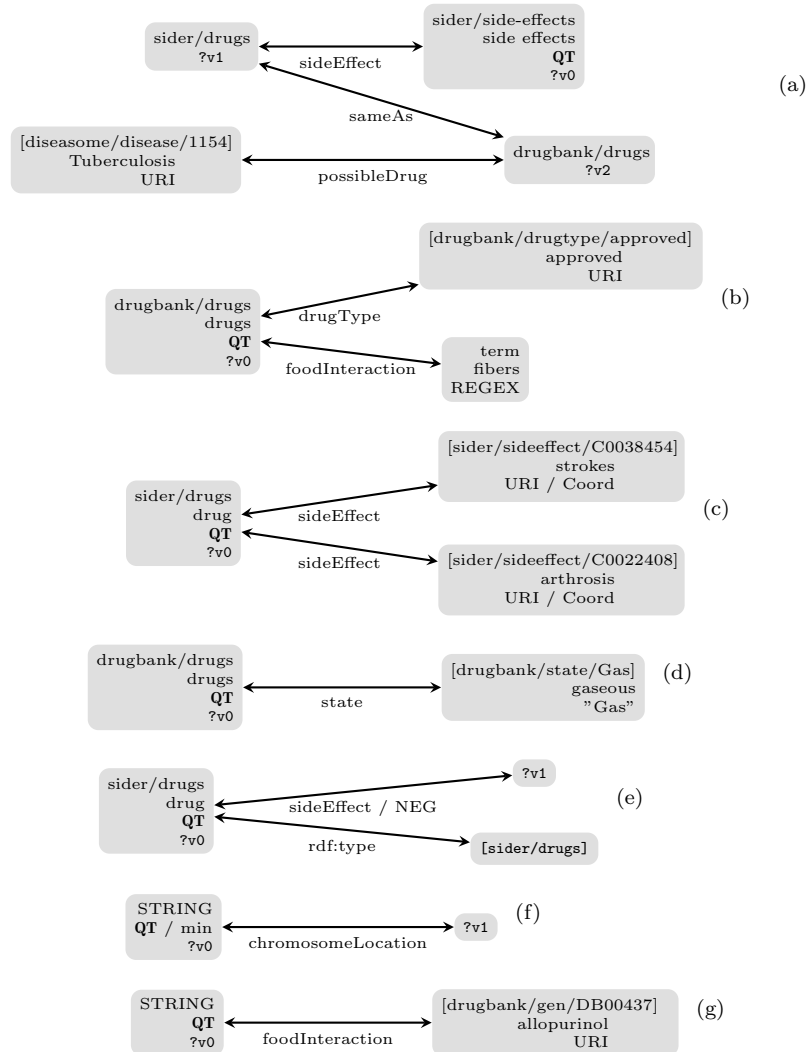 sider/drugs
?v1
sideEffect
sider/side-effects
side effects
QT
?v0
(a)
sameAs
[diseasome/disease/1154]
Tuberculosis
URI
possibleDrug
drugbank/drugs
?v2
[drugbank/drugtype/approved]
approved
URI
(b)
drugbank/drugs
drugs
QT
?v0
drugType
foodInteraction
term
fibers
REGEX
[sider/sideeffect/C0038454]
strokes
URI / Coord
(c)
sider/drugs
drug
QT
?v0
sideEffect
sideEffect
[sider/sideeffect/C0022408]
arthrosis
URI / Coord
drugbank/drugs
drugs
QT
?v0
state
[drugbank/state/Gas]
gaseous
"Gas"
(d)
sider/drugs
drug
QT
?v0
?v1
(e)
sideEffect / NEG
rdf:type
[sider/drugs]
STRING
QT / min
?v0
chromosomeLocation
?v1
(f)
STRING
QT
?v0
foodInteraction
[drugbank/gen/DB00437]
allopurinol
URI
(g)